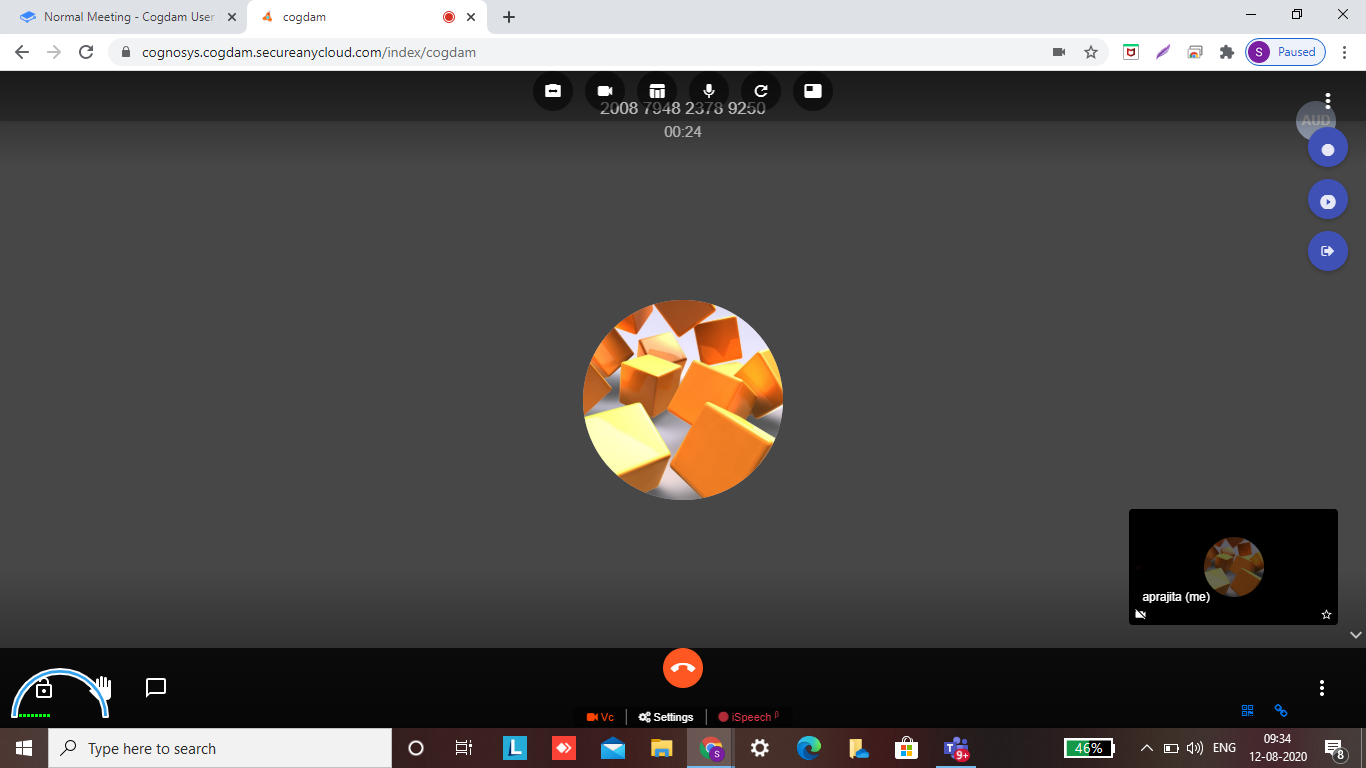 Normal Meeting - Cogdam User
cogdam
cognosys.cogdam.secureanycloud.com/index/cogdam
S Paused
2008 7948 2378 9250
00:24
AUD
aprajita (me)
Vc
Settings
iSpeech β
Type here to search
L
S
9+
46%
ENG
09:34
12-08-2020
8